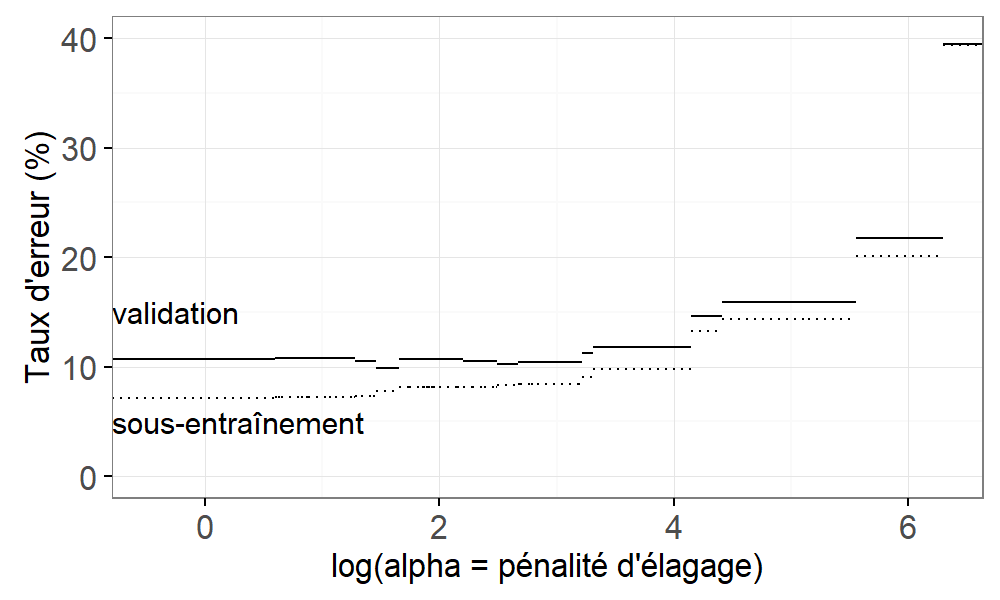 Taux d'erreur (%)
40
30
20
10
0
validation
sous-entraînement
0 2 4 6
log(alpha = pénalité d'élagage)